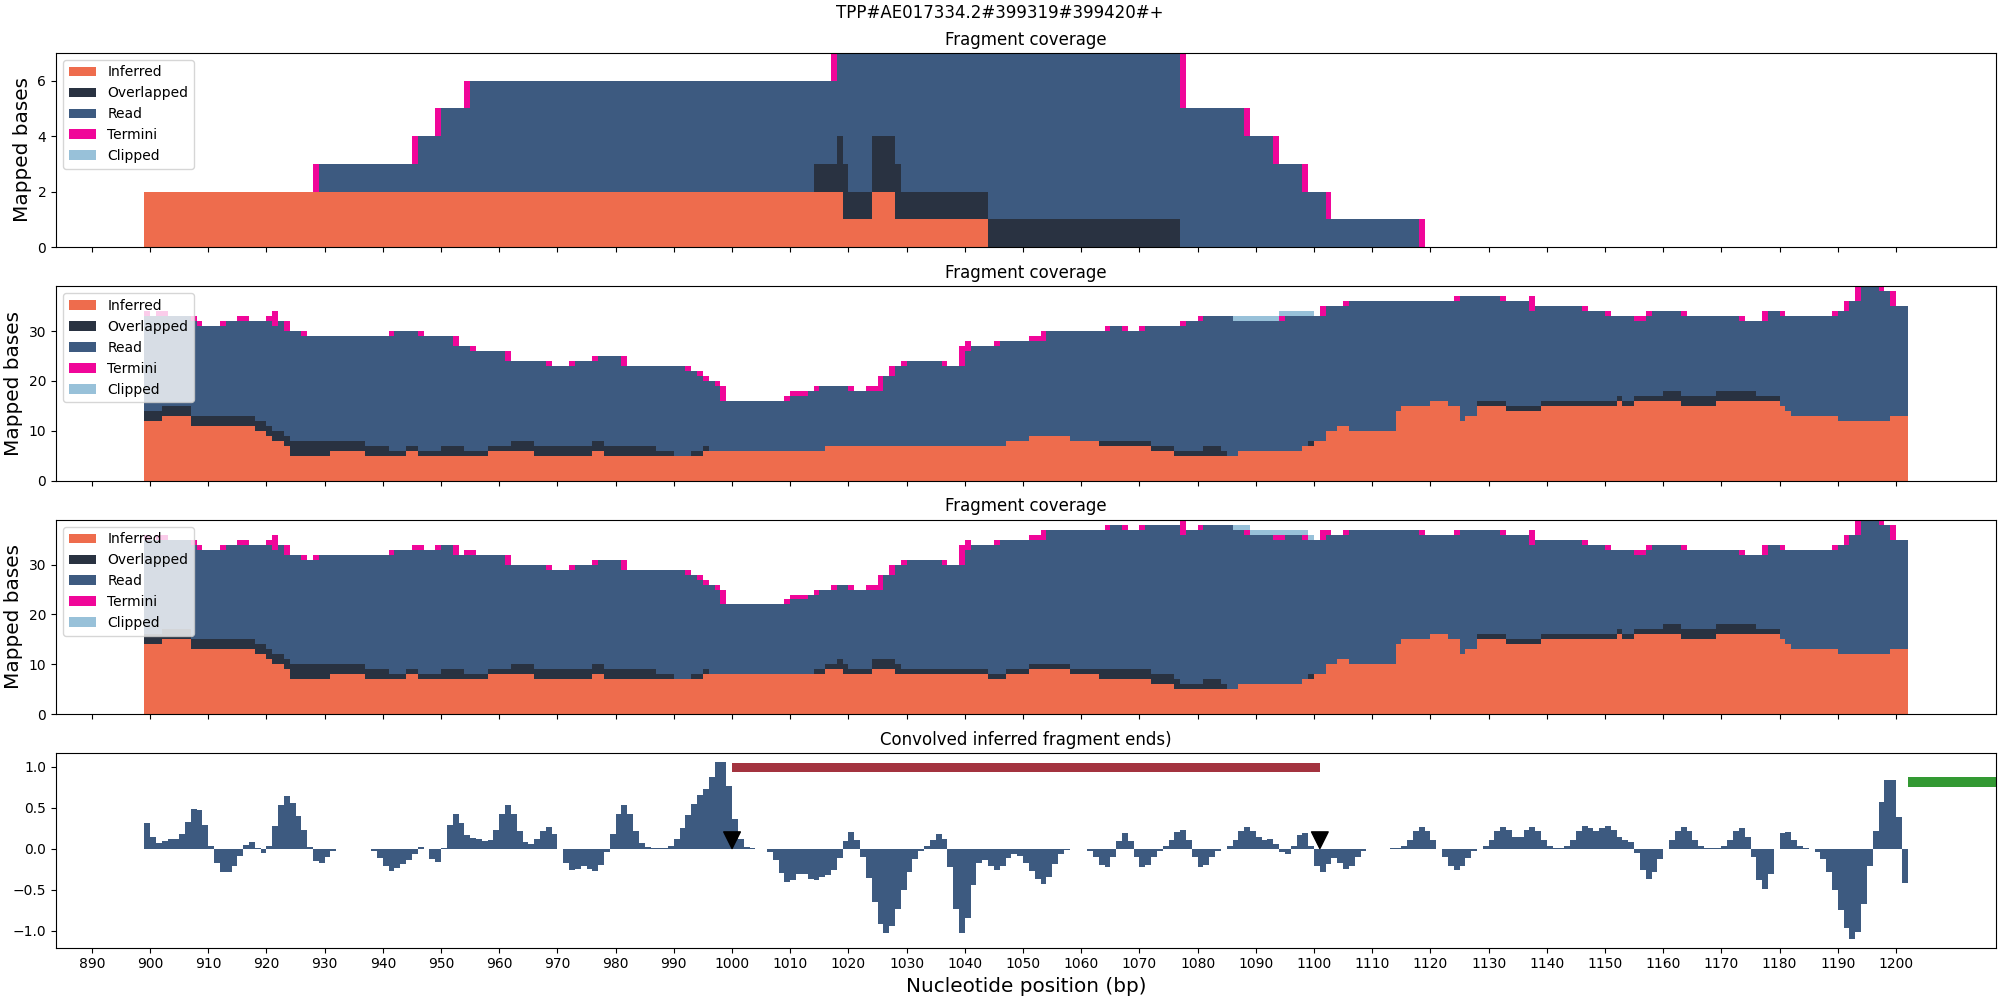 TPP#AE017334.2#399319#399420#+
Fragment coverage
Mapped bases
6
4
2
0
Inferred
Overlapped
Read
Termini
Clipped
Fragment coverage
Mapped bases
30
20
10
0
Inferred
Overlapped
Read
Termini
Clipped
Fragment coverage
Mapped bases
30
20
10
0
Inferred
Overlapped
Read
Termini
Clipped
Convolved inferred fragment ends)
1.0
0.5
0.0
−0.5
−1.0
890 900 910 920 930 940 950 960 970 980 990 1000 1010 1020 1030 1040 1050 1060 1070 1080 1090 1100 1110 1120 1130 1140 1150 1160 1170 1180 1190 1200
Nucleotide position (bp)